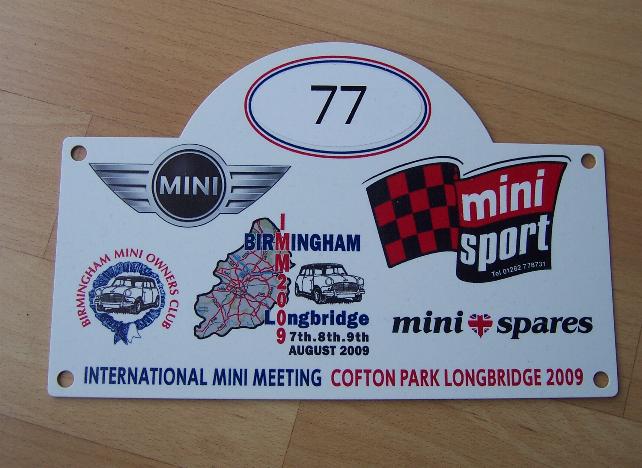 77
MINI
mini
sport
Tel 01282 778731
BIRMINGHAM MINI OWNERS CLUB
IMM2009
BIRMINGHAM
Longbridge
7th.8th.9th
AUGUST 2009
mini spares
INTERNATIONAL MINI MEETING COFTON PARK LONGBRIDGE 2009